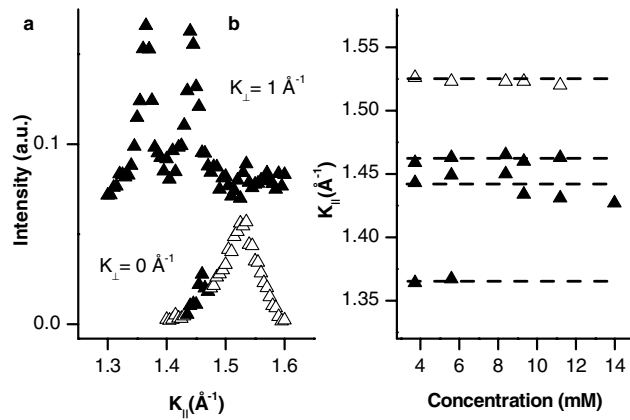 a
b
K⊥= 1 Å-1
K⊥= 0 Å-1
Intensity (a.u.)
0.1
0.0
1.3 1.4 1.5 1.6
K||(Å-1)
K||(Å-1)
1.55
1.50
1.45
1.40
1.35
4 6 8 10 12 14
Concentration (mM)